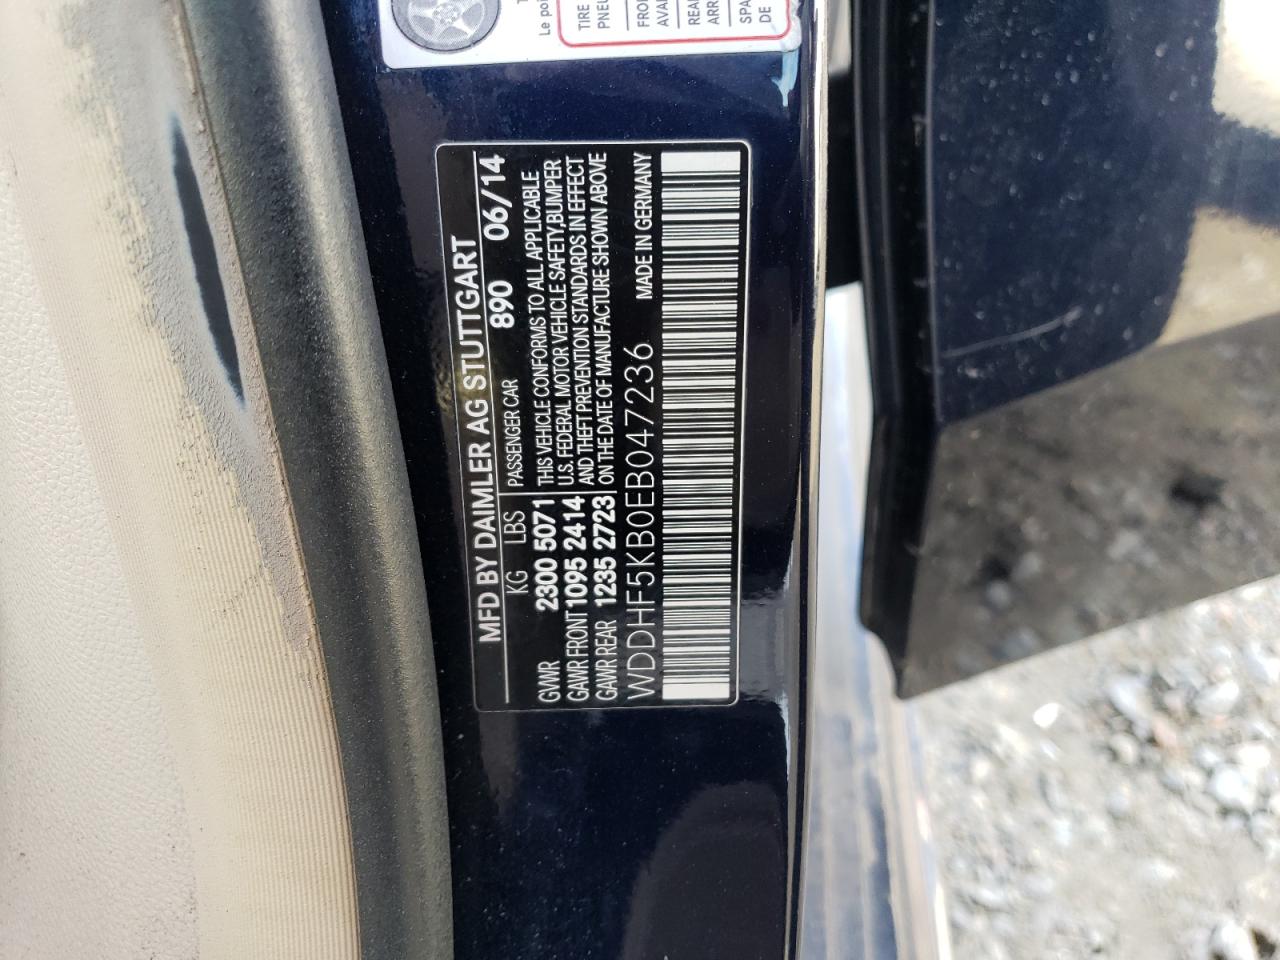 MFD BY DAIMLER AG STUTTGART
KG LBS PASSENGER CAR 890 06/14
GVWR 2300 5071 THIS VEHICLE CONFORMS TO ALL APPLICABLE
U.S. FEDERAL MOTOR VEHICLE SAFETY,BUMPER
GAWR FRONT 1095 2414 AND THEFT PREVENTION STANDARDS IN EFFECT
GAWR REAR 1235 2723 ON THE DATE OF MANUFACTURE SHOWN ABOVE
WDDHF5KB0EB047236 MADE IN GERMANY
TIRE